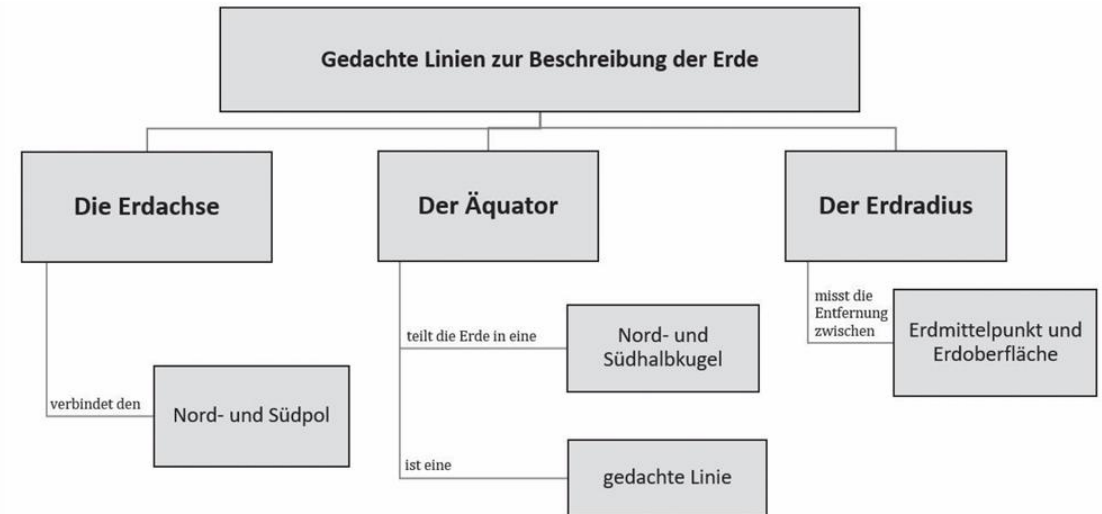 Gedachte Linien zur Beschreibung der Erde
Die Erdachse
Der Äquator
Der Erdradius
verbindet den
Nord- und Südpol
teilt die Erde in eine
Nord- und
Südhalbkugel
ist eine
gedachte Linie
misst die
Entfernung
zwischen
Erdmittelpunkt und
Erdoberfläche